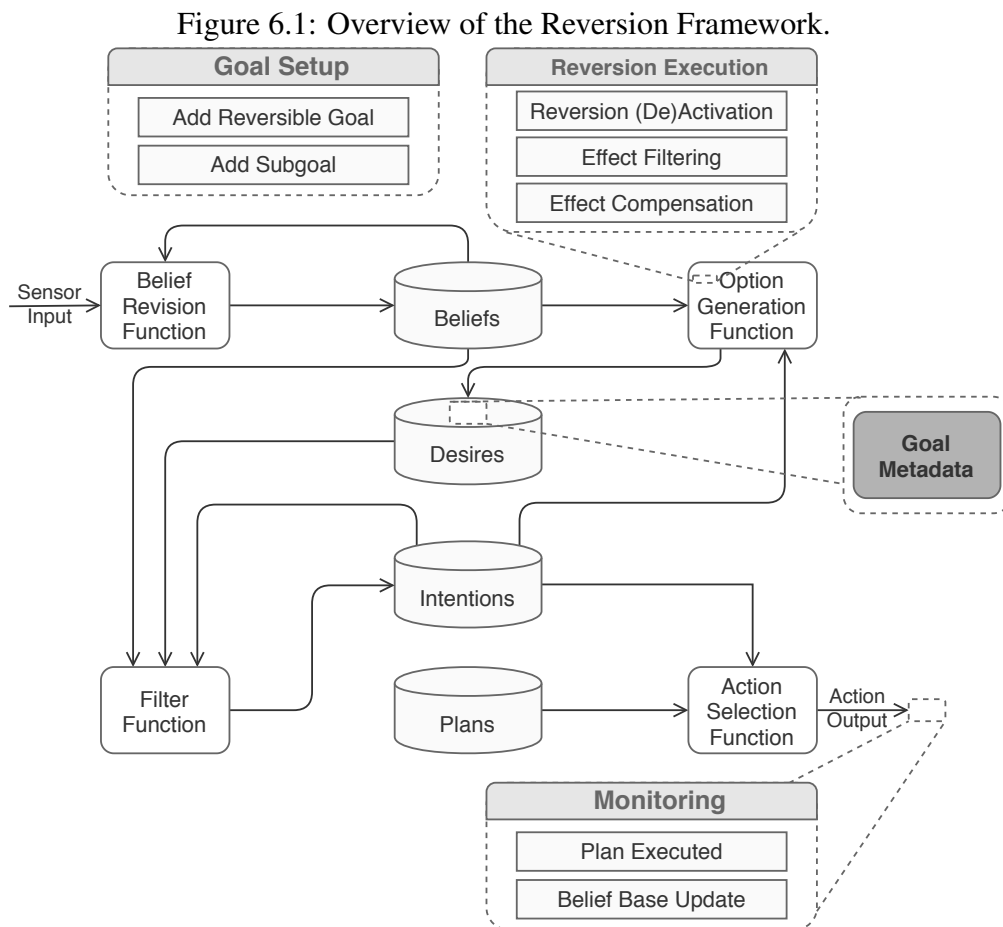 Figure 6.1: Overview of the Reversion Framework.
Goal Setup
Add Reversible Goal
Add Subgoal
Reversion Execution
Reversion (De)Activation
Effect Filtering
Effect Compensation
Sensor
Input
Belief
Revision
Function
Beliefs
Option
Generation
Function
Desires
Goal
Metadata
Intentions
Filter
Function
Plans
Action
Selection
Function
Action
Output
Monitoring
Plan Executed
Belief Base Update